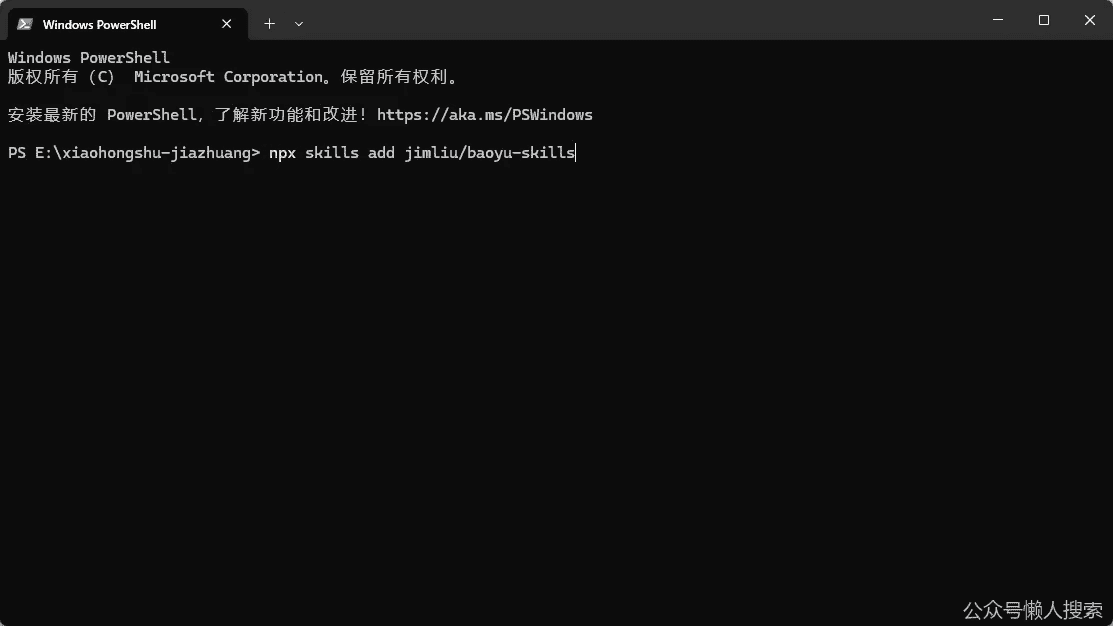 Windows PowerShell
Windows PowerShell
版权所有 (C) Microsoft Corporation。保留所有权利。
安装最新的 PowerShell,了解新功能和改进!https://aka.ms/PSWindows
PS E:\xiaohongshu-jiazhuang> npx skills add jimliu/baoyu-skills
公众号懒人搜索